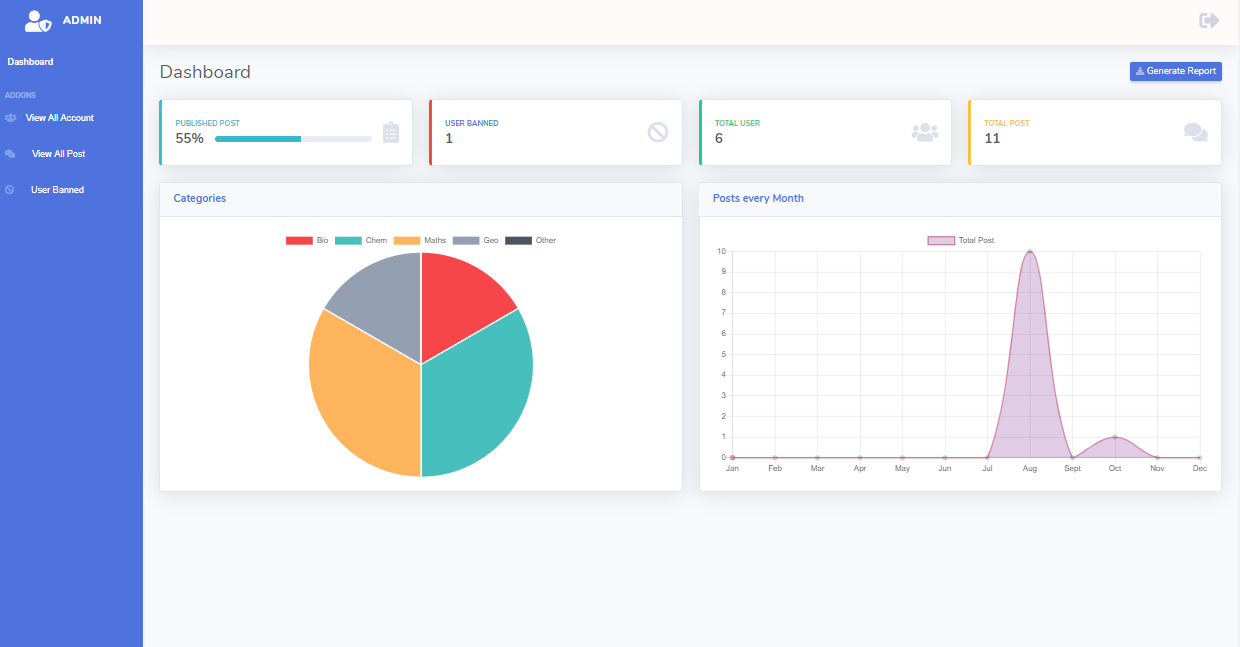 ADMIN
Dashboard
ADDONS
View All Account
View All Post
User Banned
Dashboard
Generate Report
PUBLISHED POST
55%
USER BANNED
1
TOTAL USER
6
TOTAL POST
11
Categories
Bio Chem Maths Geo Other
Posts every Month
Total Post
10
9
8
7
6
5
4
3
2
1
0
Jan Feb Mar Apr May Jun Jul Aug Sept Oct Nov Dec